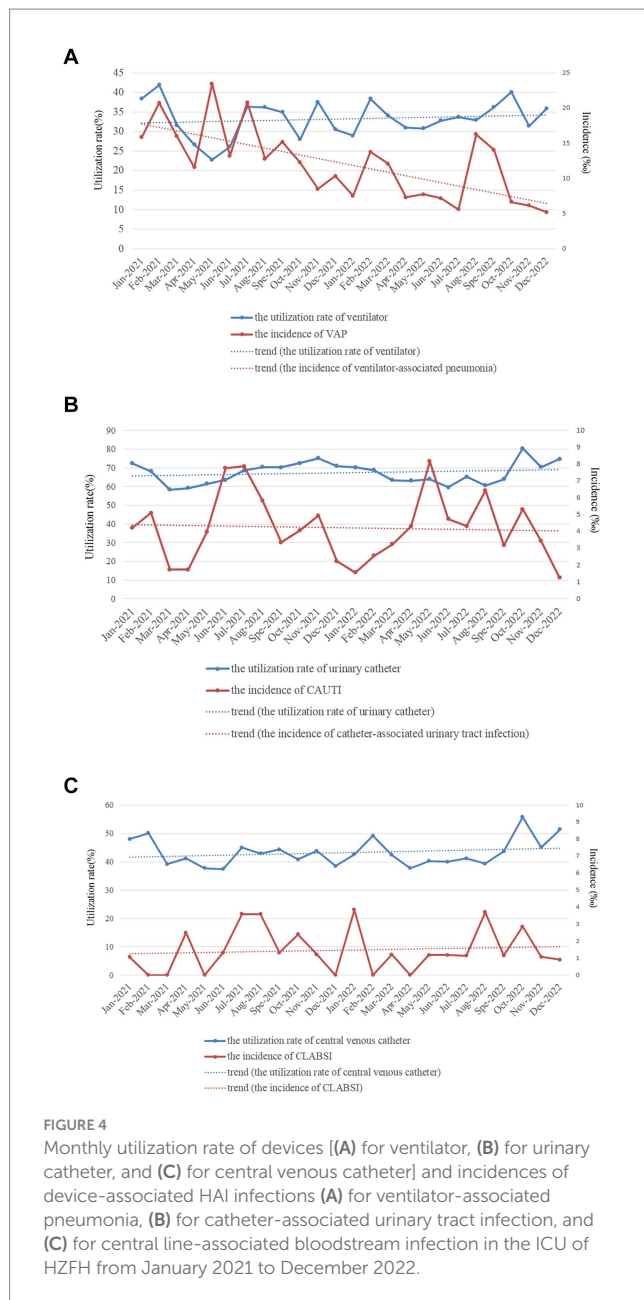 A
45
40
35
30
25
20
15
10
5
0
Utilization rate(%)
25
20
15
10
5
0
Incidence (‰)
Jan-2021
Feb-2021
Mar-2021
Apr-2021
May-2021
Jun-2021
Jul-2021
Aug-2021
Spe-2021
Oct-2021
Nov-2021
Dec-2021
Jan-2022
Feb-2022
Mar-2022
Apr-2022
May-2022
Jun-2022
Jul-2022
Aug-2022
Spe-2022
Oct-2022
Nov-2022
Dec-2022
the utilization rate of ventilator
the incidence of VAP
trend (the utilization rate of ventilator)
trend (the incidence of ventilator-associated pneumonia)
B
90
80
70
60
50
40
30
20
10
0
Utilization rate(%)
10
9
8
7
6
5
4
3
2
1
0
Incidence (‰)
Jan-2021
Feb-2021
Mar-2021
Apr-2021
May-2021
Jun-2021
Jul-2021
Aug-2021
Spe-2021
Oct-2021
Nov-2021
Dec-2021
Jan-2022
Feb-2022
Mar-2022
Apr-2022
May-2022
Jun-2022
Jul-2022
Aug-2022
Spe-2022
Oct-2022
Nov-2022
Dec-2022
the utilization rate of urinary catheter
the incidence of CAUTI
trend (the utilization rate of urinary catheter)
trend (the incidence of catheter-associated urinary tract infection)
C
60
50
40
30
20
10
0
Utilization rate(%)
10
9
8
7
6
5
4
3
2
1
0
Incidence (‰)
Jan-2021
Feb-2021
Mar-2021
Apr-2021
May-2021
Jun-2021
Jul-2021
Aug-2021
Spe-2021
Oct-2021
Nov-2021
Dec-2021
Jan-2022
Feb-2022
Mar-2022
Apr-2022
May-2022
Jun-2022
Jul-2022
Aug-2022
Spe-2022
Oct-2022
Nov-2022
Dec-2022
the utilization rate of central venous catheter
the incidence of CLABSI
trend (the utilization rate of central venous catheter)
trend (the incidence of CLABSI)
FIGURE 4
Monthly utilization rate of devices [(A) for ventilator, (B) for urinary
catheter, and (C) for central venous catheter] and incidences of
device-associated HAI infections (A) for ventilator-associated
pneumonia, (B) for catheter-associated urinary tract infection, and
(C) for central line-associated bloodstream infection in the ICU of
HZFH from January 2021 to December 2022.